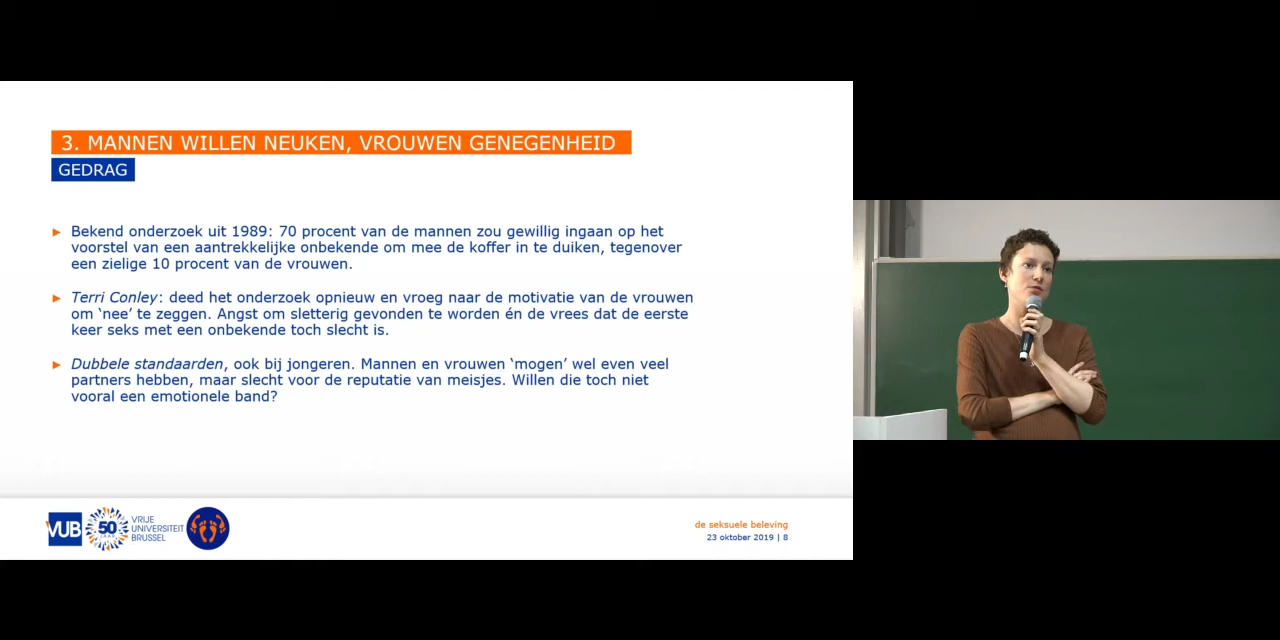 3. MANNEN WILLEN NEUKEN, VROUWEN GENEGENHEID
GEDRAG
► Bekend onderzoek uit 1989: 70 procent van de mannen zou gewillig ingaan op het
voorstel van een aantrekkelijke onbekende om mee de koffer in te duiken, tegenover
een zielige 10 procent van de vrouwen.
► Terri Conley: deed het onderzoek opnieuw en vroeg naar de motivatie van de vrouwen
om ‘nee’ te zeggen. Angst om sletterig gevonden te worden én de vrees dat de eerste
keer seks met een onbekende toch slecht is.
► Dubbele standaarden, ook bij jongeren. Mannen en vrouwen ‘mogen’ wel even veel
partners hebben, maar slecht voor de reputatie van meisjes. Willen die toch niet
vooral een emotionele band?
VUB
50
JAAR
VRIJE
UNIVERSITEIT
BRUSSEL
de seksuele beleving
23 oktober 2019 | 8